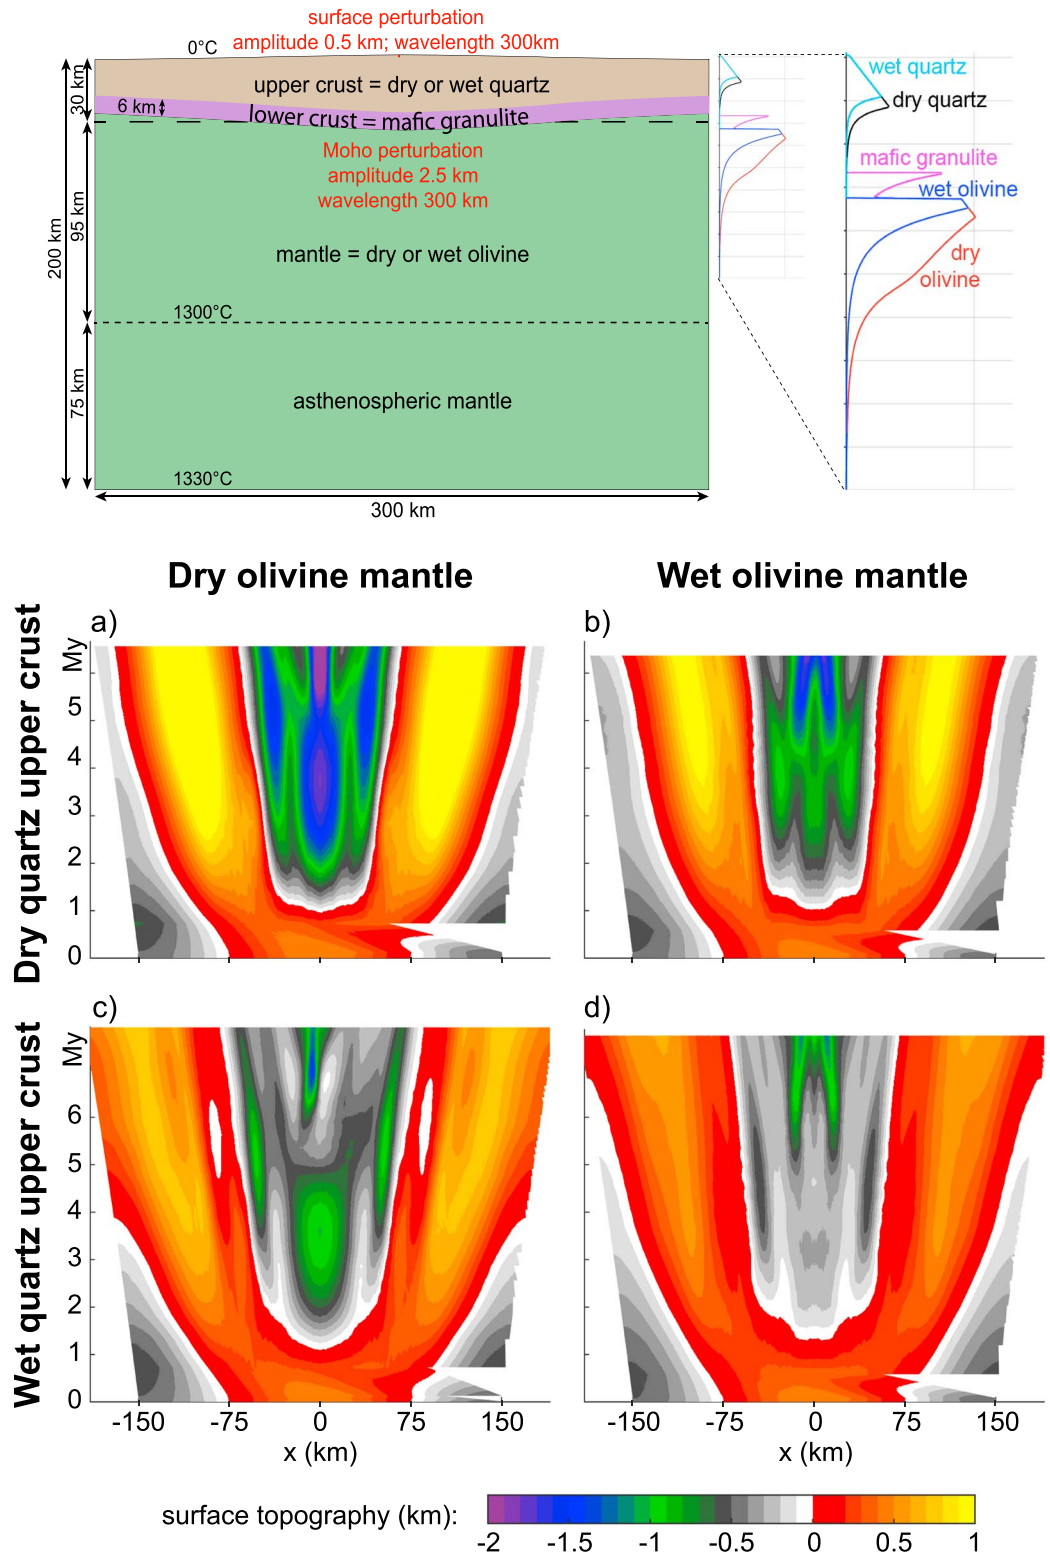 surface perturbation
amplitude 0.5 km; wavelength 300km
0°C
upper crust = dry or wet quartz
6 km
lower crust = mafic granulite
Moho perturbation
amplitude 2.5 km
wavelength 300 km
mantle = dry or wet olivine
1300°C
asthenospheric mantle
1330°C
300 km
200 km
30 km
95 km
75 km
wet quartz
dry quartz
mafic granulite
wet olivine
dry
olivine
Dry olivine mantle
Wet olivine mantle
Dry quartz upper crust
a)
b)
My
5
4
3
2
1
0
Wet quartz upper crust
c)
d)
My
6
5
4
3
2
1
0
-150 -75 0 75 150
x (km)
-150 -75 0 75 150
x (km)
surface topography (km):
-2 -1.5 -1 -0.5 0 0.5 1